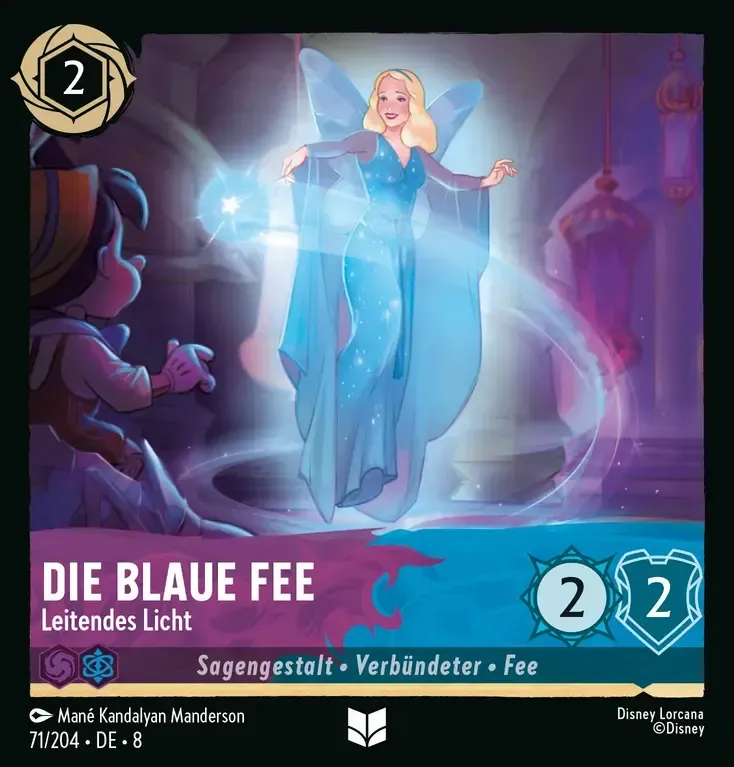 2
DIE BLAUE FEE
Leitendes Licht
2 2
Sagengestalt • Verbündeter • Fee
Mané Kandalyan Manderson
71/204 • DE • 8
Disney Lorcana
©Disney